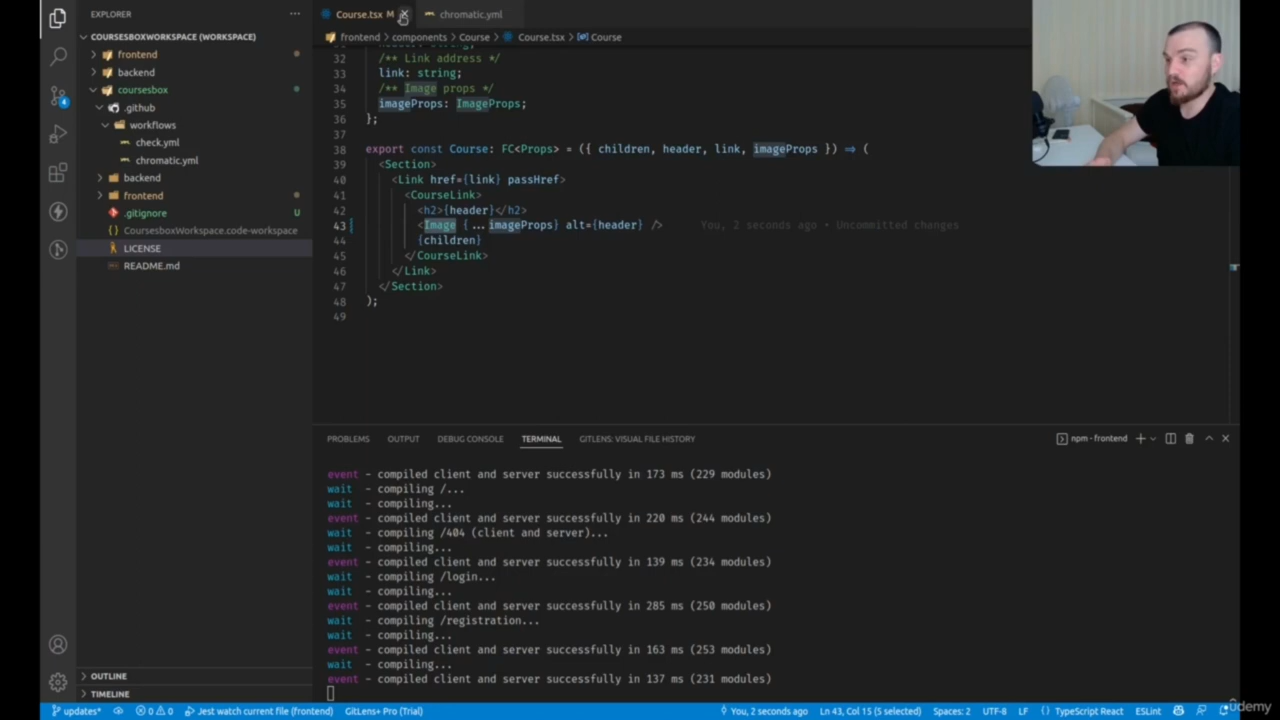 EXPLORER
COURSESBOXWORKSPACE (WORKSPACE)
frontend
backend
coursesbox
.github
workflows
check.yml
chromatic.yml
backend
frontend
.gitignore U
CoursesboxWorkspace.code-workspace
LICENSE
README.md
OUTLINE
TIMELINE
4
Course.tsx M
chromatic.yml
frontend > components > Course > Course.tsx > Course
32 /** Link address */
33 link: string;
34 /** Image props */
35 imageProps: ImageProps;
36 };
37
38 export const Course: FC<Props> = ({ children, header, link, imageProps }) => (
39 <Section>
40 <Link href={link} passHref>
41 <CourseLink>
42 <h2>{header}</h2>
43 <Image {...imageProps} alt={header} /> You, 2 seconds ago • Uncommitted changes
44 {children}
45 </CourseLink>
46 </Link>
47 </Section>
48 );
49
PROBLEMS OUTPUT DEBUG CONSOLE TERMINAL GITLENS: VISUAL FILE HISTORY
npm - frontend
event - compiled client and server successfully in 173 ms (229 modules)
wait - compiling /...
wait - compiling...
event - compiled client and server successfully in 220 ms (244 modules)
wait - compiling /404 (client and server)...
wait - compiling...
event - compiled client and server successfully in 139 ms (234 modules)
wait - compiling /login...
wait - compiling...
event - compiled client and server successfully in 285 ms (250 modules)
wait - compiling /registration...
wait - compiling...
event - compiled client and server successfully in 163 ms (253 modules)
wait - compiling...
event - compiled client and server successfully in 137 ms (231 modules)
updates* 0 0 Jest watch current file (frontend) GitLens+ Pro (Trial) You, 2 seconds ago Ln 43, Col 15 (5 selected) Spaces: 2 UTF-8 LF {} TypeScript React ESLint
Udemy